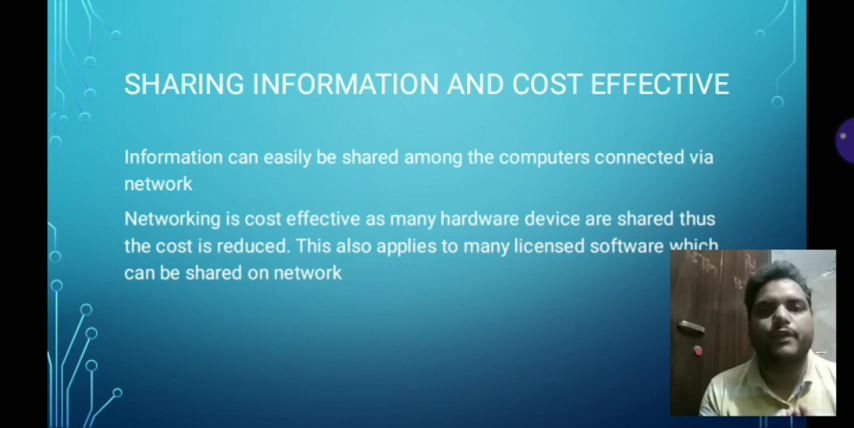 SHARING INFORMATION AND COST EFFECTIVE
Information can easily be shared among the computers connected via
network
Networking is cost effective as many hardware device are shared thus
the cost is reduced. This also applies to many licensed software which
can be shared on network